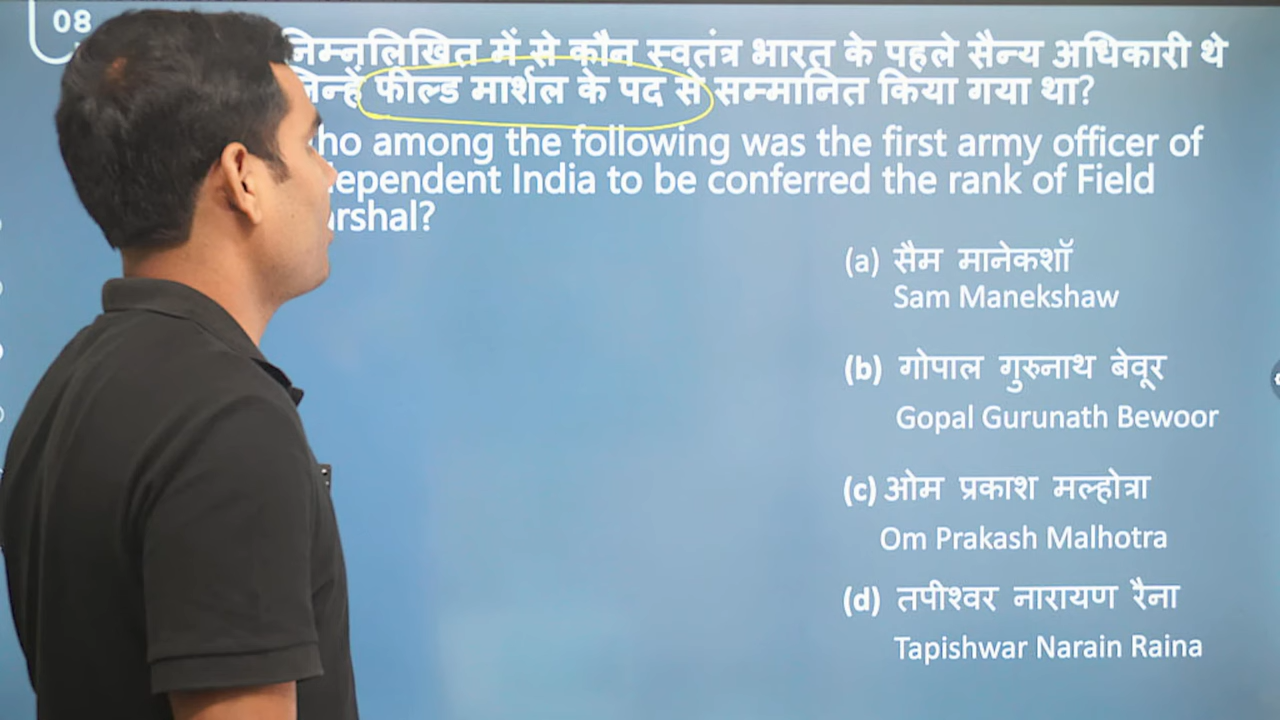 08
निम्नलिखित में से कौन स्वतंत्र भारत के पहले सैन्य अधिकारी थे
जिन्हें फील्ड मार्शल के पद से सम्मानित किया गया था?
among the following was the first army officer of
India to be conferred the rank of Field
(a) सैम मानेकशॉ
Sam Manekshaw
(b) गोपाल गुरुनाथ बेवूर
Gopal Gurunath Bewoor
(c) ओम प्रकाश मल्होत्रा
Om Prakash Malhotra
(d) तपीश्वर नारायण रैना
Tapishwar Narain Raina